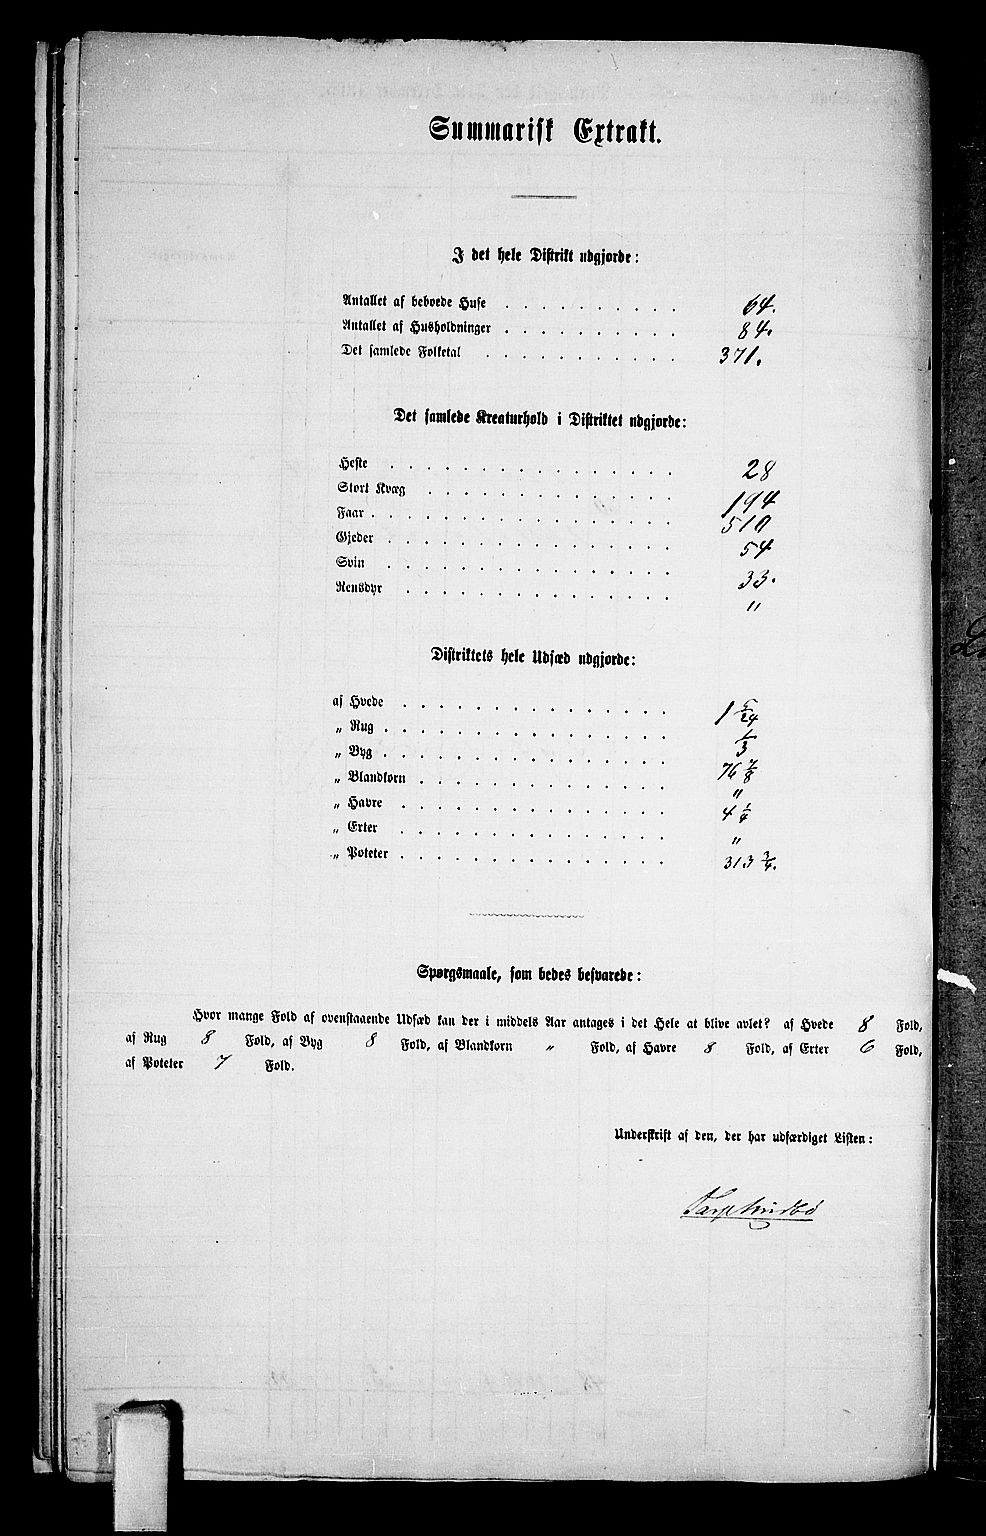 Summarisk Extrakt.
I det hele Distrikt udgjorde:
Antallet af beboede Huse . . . . . . . . 64.
Antallet af Husholdninger . . . . . . . . 84.
Det samlede Folketal . . . . . . . . . 371.
Det samlede Kreaturhold i Distriktet udgjorde:
Heste . . . . . . . . . . . . . . 28
Stort Kvæg . . . . . . . . . . . . 194
Faar . . . . . . . . . . . . . . 510
Gjeder . . . . . . . . . . . . . 54
Svin . . . . . . . . . . . . . . 33.
Rensdyr . . . . . . . . . . . . . "
Distriktets hele Udsæd udgjorde:
af Hvede . . . . . . . . . . . . . 1 5/24
„ Rug . . . . . . . . . . . . . . 1/3
„ Byg . . . . . . . . . . . . . . 76 7/8
„ Blandkorn . . . . . . . . . . . . "
„ Havre . . . . . . . . . . . . . 4 1/4
„ Erter . . . . . . . . . . . . . "
„ Poteter . . . . . . . . . . . . . 313 3/4.
Spørgsmaale, som bedes besvarede:
Hvor mange Fold af ovenstaaende Udsæd kan der i middels Aar antages i det Hele at blive avlet? af Hvede 8 Fold,
af Rug 8 Fold, af Byg 8 Fold, af Blandkorn " Fold, af Havre 8 Fold, af Erter 6 Fold,
af Poteter 7 Fold.
Underskrift af den, der har udfærdiget Listen: